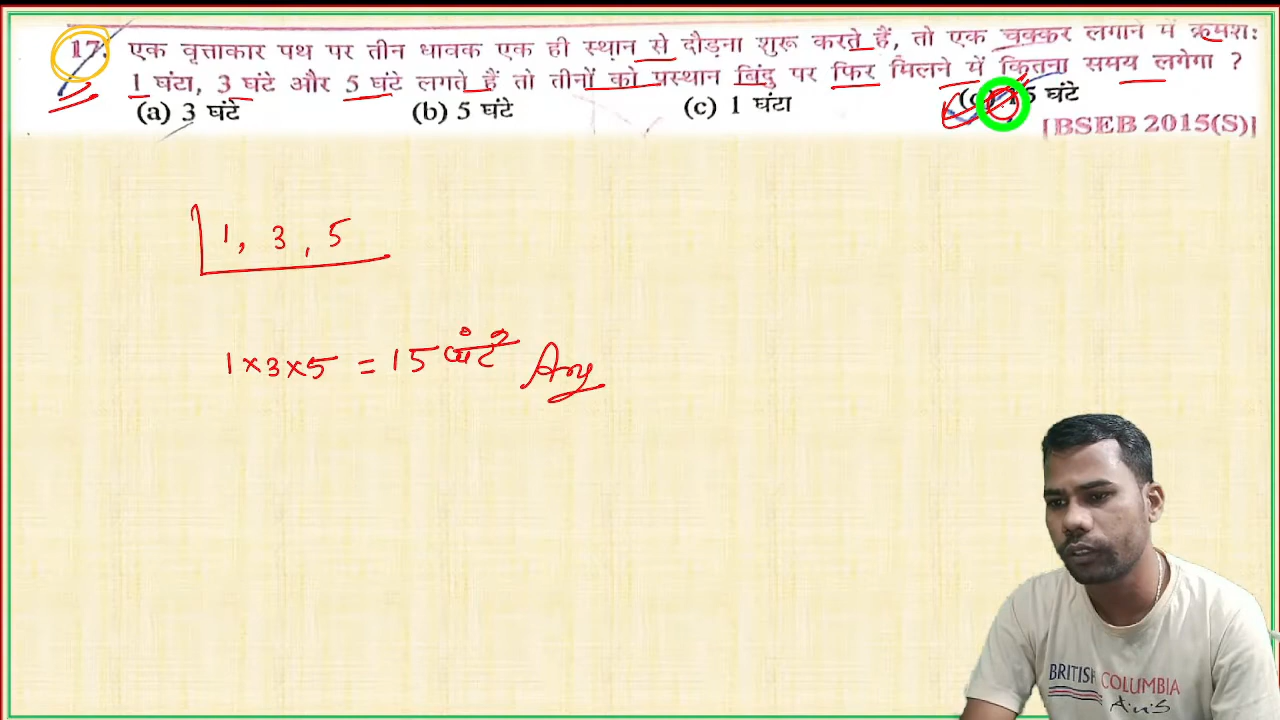 17. एक वृत्ताकार पथ पर तीन धावक एक ही स्थान से दौड़ना शुरू करते हैं, तो एक चक्कर लगाने में क्रमश:
1 घंटा, 3 घंटे और 5 घंटे लगते हैं तो तीनों को प्रस्थान बिंदु पर फिर मिलने में कितना समय लगेगा ?
(a) 3 घंटे (b) 5 घंटे (c) 1 घंटा 15 घंटे
[BSEB 2015(S)]
1, 3, 5
1×3×5 = 15 घंटे Ans
BRITISH COLUMBIA